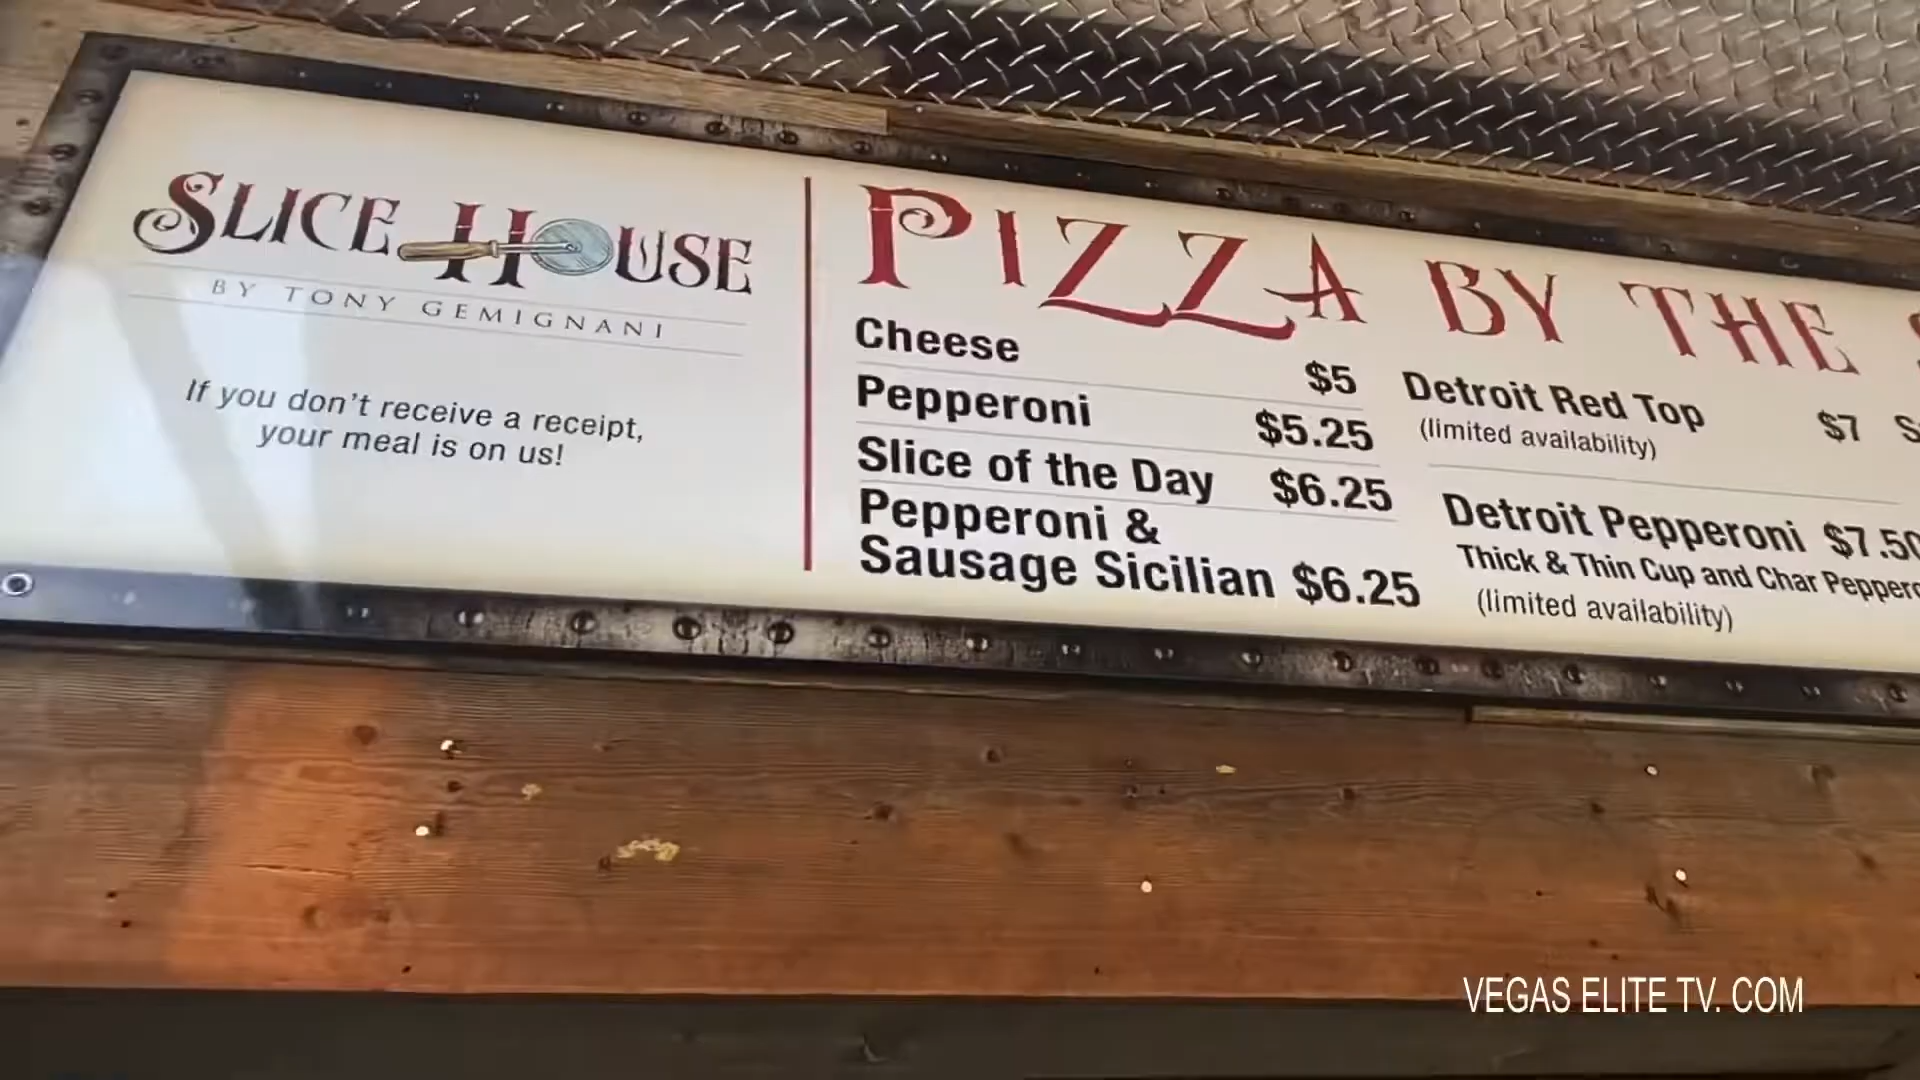 SLICE HOUSE
BY TONY GEMIGNANI
If you don't receive a receipt,
your meal is on us!
PIZZA BY THE
Cheese $5
Pepperoni $5.25
Slice of the Day $6.25
Pepperoni &
Sausage Sicilian $6.25
Detroit Red Top $7
(limited availability)
Detroit Pepperoni $7.50
Thick & Thin Cup and Char
(limited availability)
VEGAS ELITE TV. COM